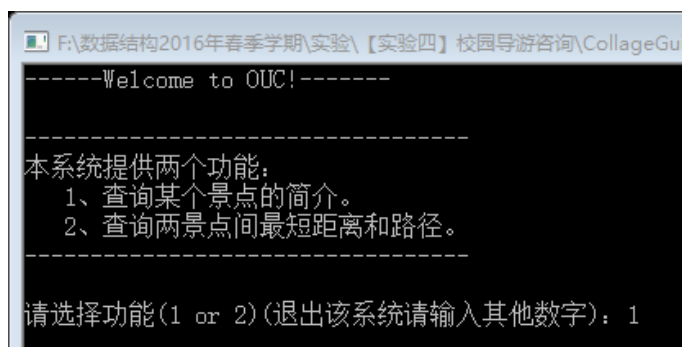 F:\数据结构2016年春季学期\实验\【实验四】校园导游咨询\CollageGui
------Welcome to OUC!-------
----------------------------------
本系统提供两个功能：
1、查询某个景点的简介。
2、查询两景点间最短距离和路径。
----------------------------------
请选择功能(1 or 2)(退出该系统请输入其他数字)：1